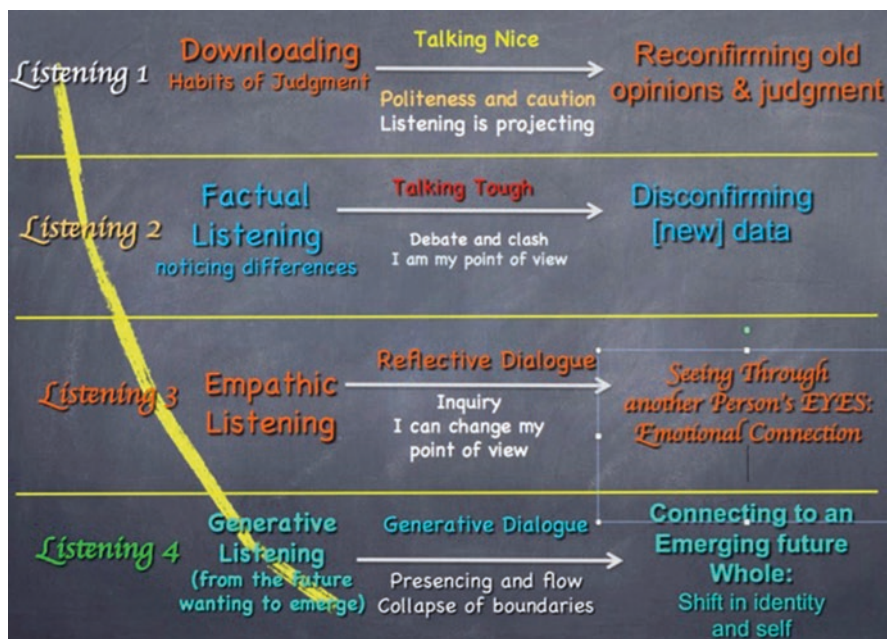 Listening 1
Downloading
Habits of Judgment
Talking Nice
Politeness and caution
Listening is projecting
Reconfirming old
opinions & judgment
Listening 2
Factual
Listening
noticing differences
Talking Tough
Debate and clash
I am my point of view
Disconfirming
[new] data
Listening 3
Empathic
Listening
Reflective Dialogue
Inquiry
I can change my
point of view
Seeing Through
another Person's EYES:
Emotional Connection
Listening 4
Generative
Listening
(from the future
wanting to emerge)
Generative Dialogue
Presencing and flow
Collapse of boundaries
Connecting to an
Emerging future
Whole:
Shift in identity
and self